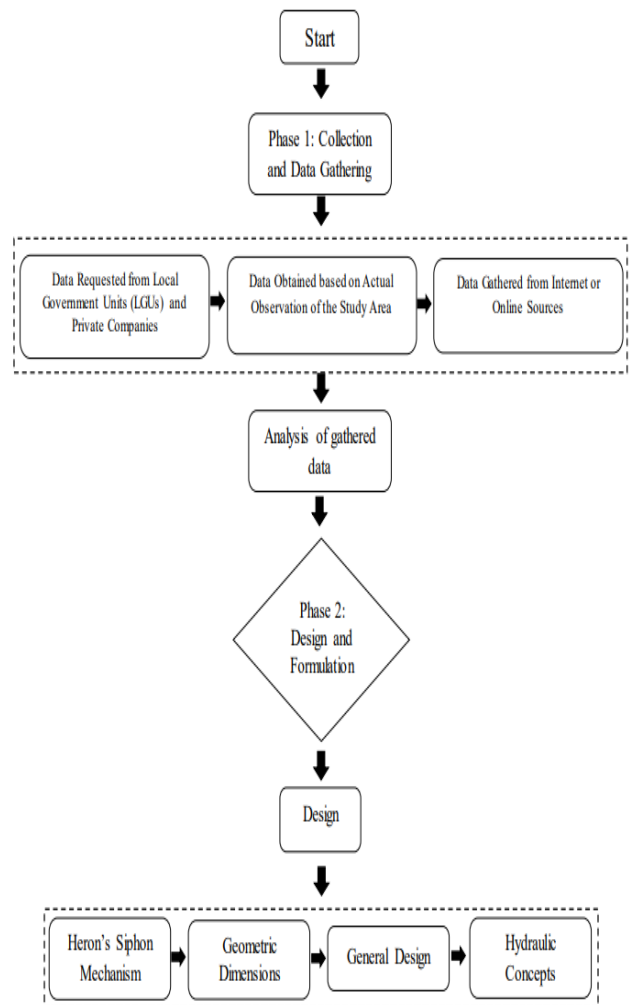 Start
Phase 1: Collection
and Data Gathering
Data Requested from Local
Government Units (LGUs) and
Private Companies
Data Obtained based on Actual
Observation of the Study Area
Data Gathered from Internet or
Online Sources
Analysis of gathered
data
Phase 2:
Design and
Formulation
Design
Heron's Siphon
Mechanism
Geometric
Dimensions
General Design
Hydraulic
Concepts